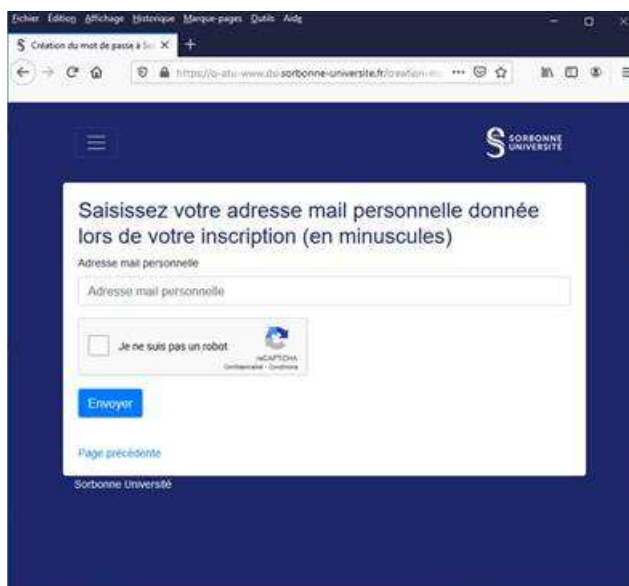 Fichier Édition Affichage Historique Marque-pages Outils Aide
Création du mot de passe à
sorbonne-universite.fr
SORBONNE
UNIVERSITÉ
Saisissez votre adresse mail personnelle donnée
lors de votre inscription (en minuscules)
Adresse mail personnelle
Adresse mail personnelle
Je ne suis pas un robot
reCAPTCHA
Confidentialité - Conditions
Envoyer
Page précédente
Sorbonne Université